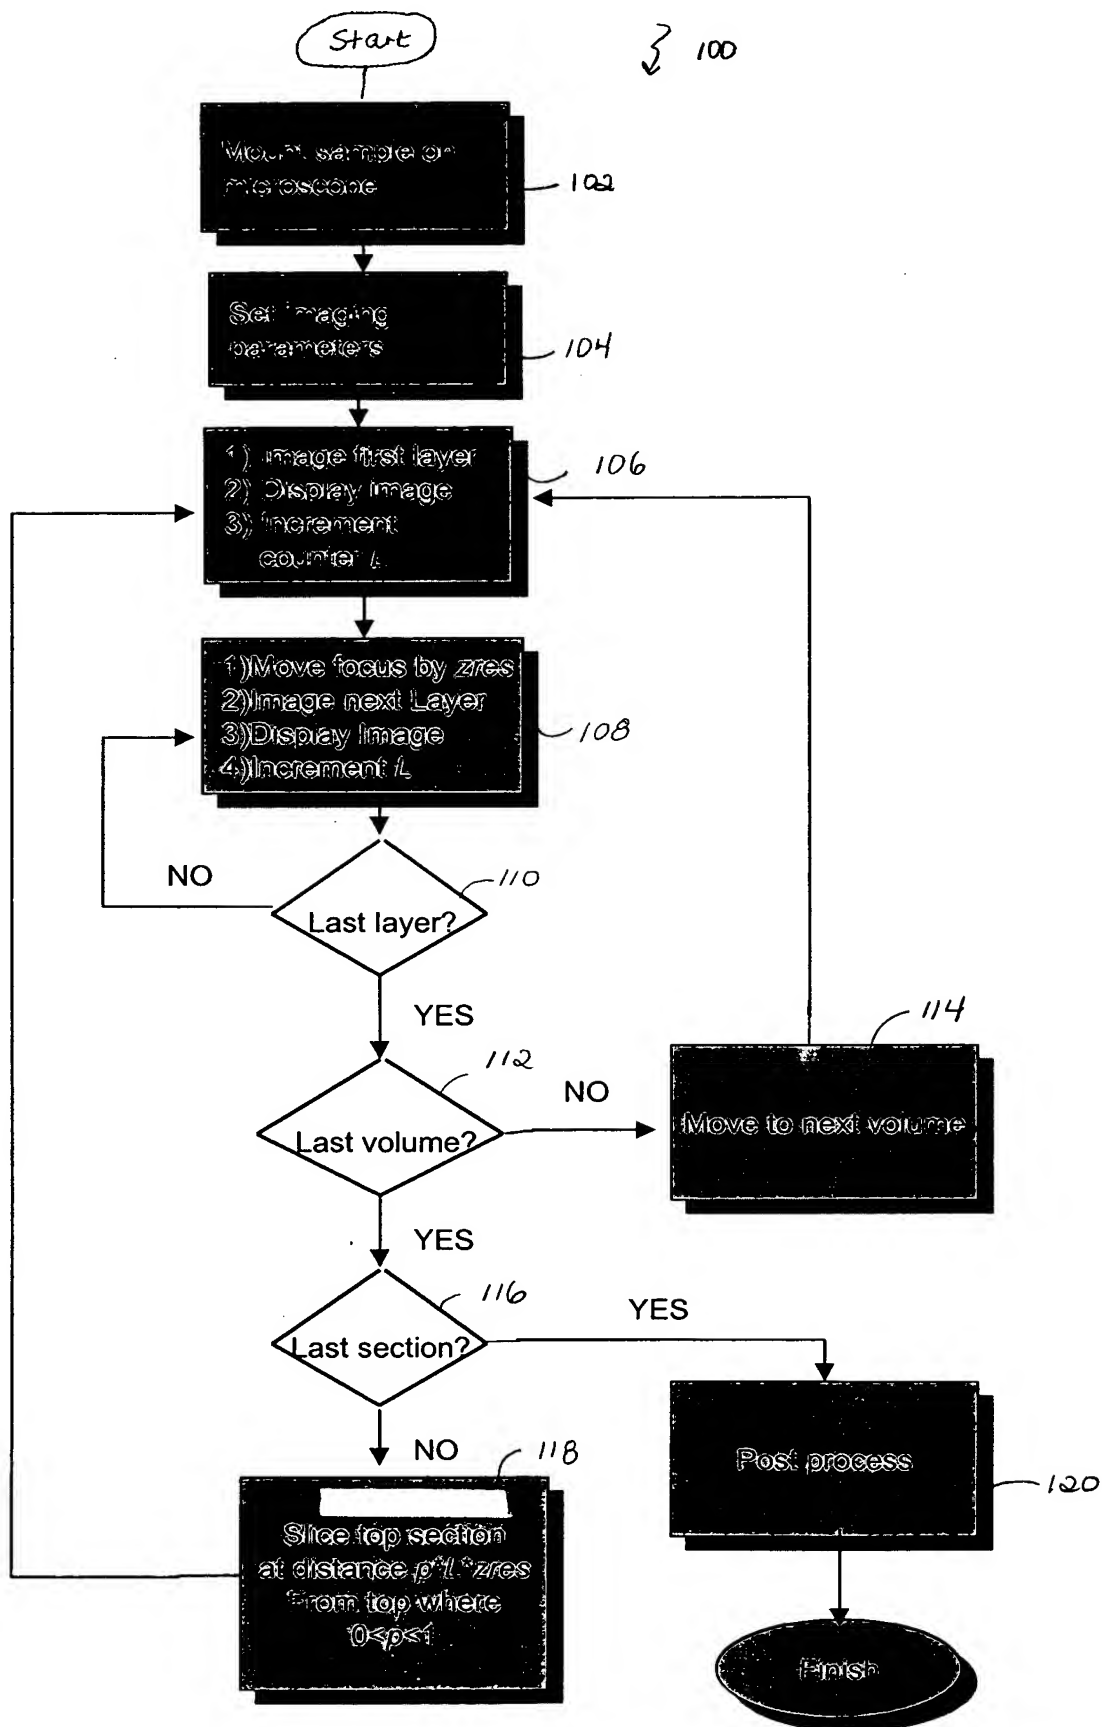 Start
100
Mount sample on
microscope
102
Set imaging
parameters
104
1) Image first layer
2) Display image
3) Increment
counter L
106
1)Move focus by zres
2)Image next Layer
3)Display Image
4)Increment L
108
NO
110
Last layer?
YES
114
112
NO
Last volume?
Move to next volume
YES
116
YES
Last section?
NO
118
Post process
120
Slice top section
at distance p*L*zres
From top where
0<p<1
Finish